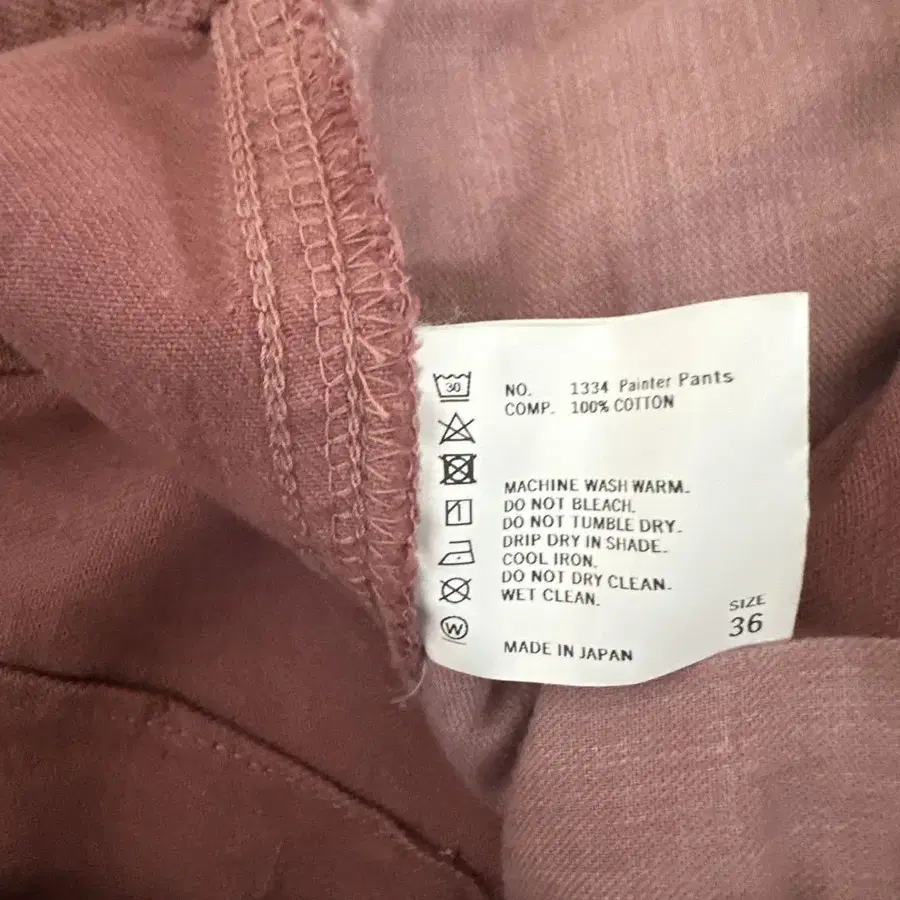 30
NO. 1334 Painter Pants
COMP. 100% COTTON
MACHINE WASH WARM.
DO NOT BLEACH.
DO NOT TUMBLE DRY.
DRIP DRY IN SHADE.
COOL IRON.
DO NOT DRY CLEAN.
WET CLEAN.
W
SIZE
36
MADE IN JAPAN